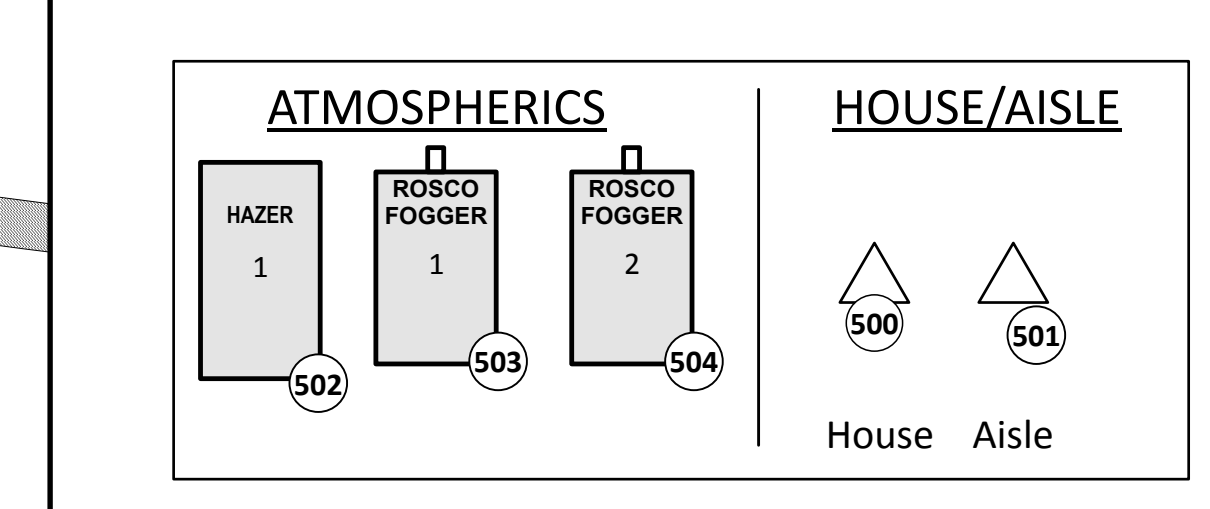 ATMOSPHERICS
HAZER
1
502
ROSCO
FOGGER
1
503
ROSCO
FOGGER
2
504
HOUSE/AISLE
500
501
House
Aisle